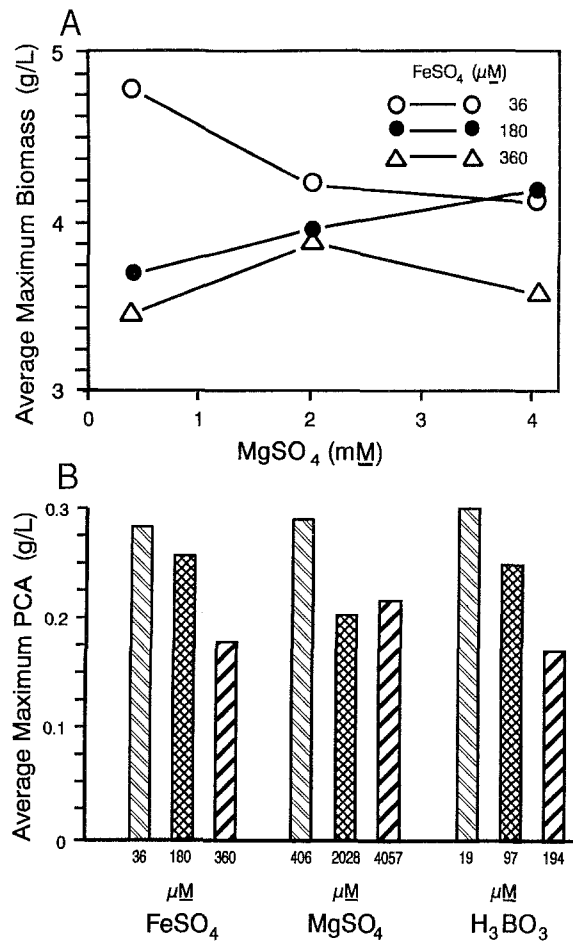 A
Average Maximum Biomass (g/L)
5
4
3
FeSO4 (µM)
36
180
360
0 1 2 3 4
MgSO4 (mM)
B
Average Maximum PCA (g/L)
0.3
0.2
0.1
0
36 180 360 406 2028 4057 19 97 194
µM µM µM
FeSO4 MgSO4 H3BO3